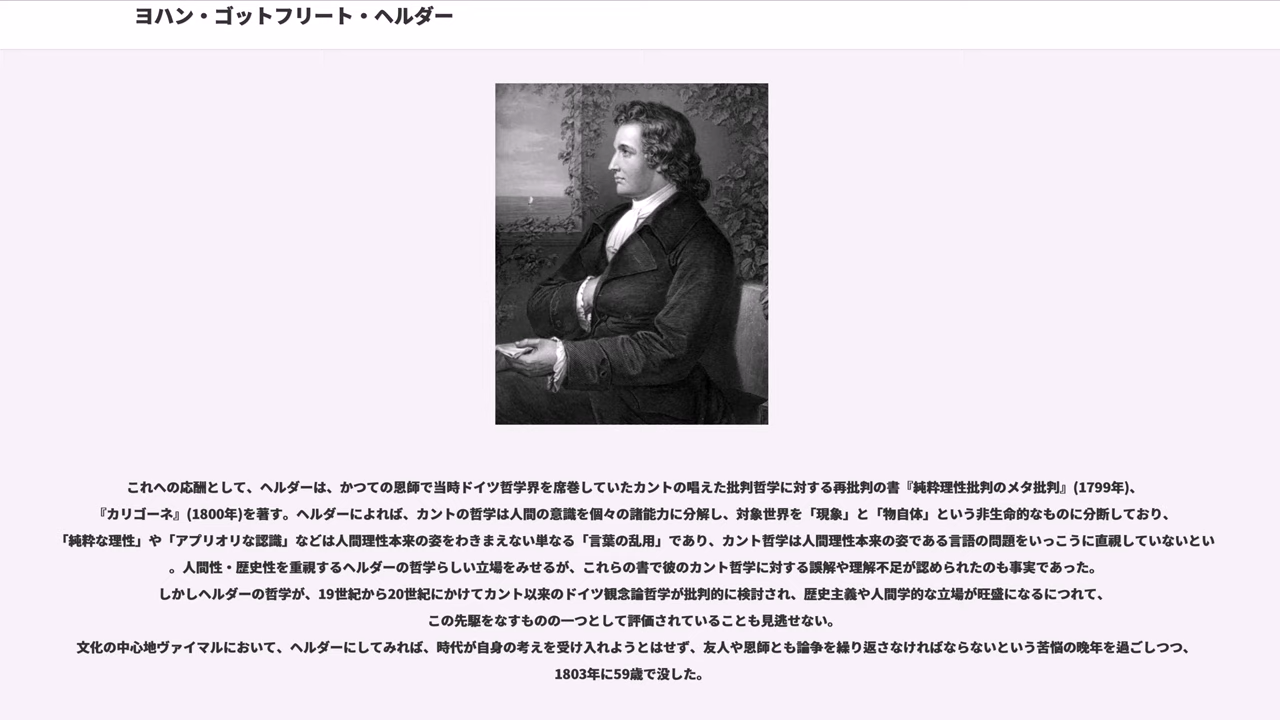 ヨハン・ゴットフリート・ヘルダー
これへの応酬として、ヘルダーは、かつての恩師で当時ドイツ哲学界を席巻していたカントの唱えた批判哲学に対する再批判の書『純粋理性批判のメタ批判』(1799年)、
『カリゴーネ』(1800年)を著す。ヘルダーによれば、カントの哲学は人間の意識を個々の諸能力に分解し、対象世界を「現象」と「物自体」という非生命的なものに分断しており、
「純粋な理性」や「アプリオリな認識」などは人間理性本来の姿をわきまえない単なる「言葉の乱用」であり、カント哲学は人間理性本来の姿である言語の問題をいっこうに直視していないとい
。人間性・歴史性を重視するヘルダーの哲学らしい立場をみせるが、これらの書で彼のカント哲学に対する誤解や理解不足が認められたのも事実であった。
しかしヘルダーの哲学が、19世紀から20世紀にかけてカント以来のドイツ観念論哲学が批判的に検討され、歴史主義や人間学的な立場が旺盛になるにつれて、
この先駆をなすものの一つとして評価されていることも見逃せない。
文化の中心地ヴァイマルにおいて、ヘルダーにしてみれば、時代が自身の考えを受け入れようとはせず、友人や恩師とも論争を繰り返さなければならないという苦悩の晩年を過ごしつつ、
1803年に59歳で没した。